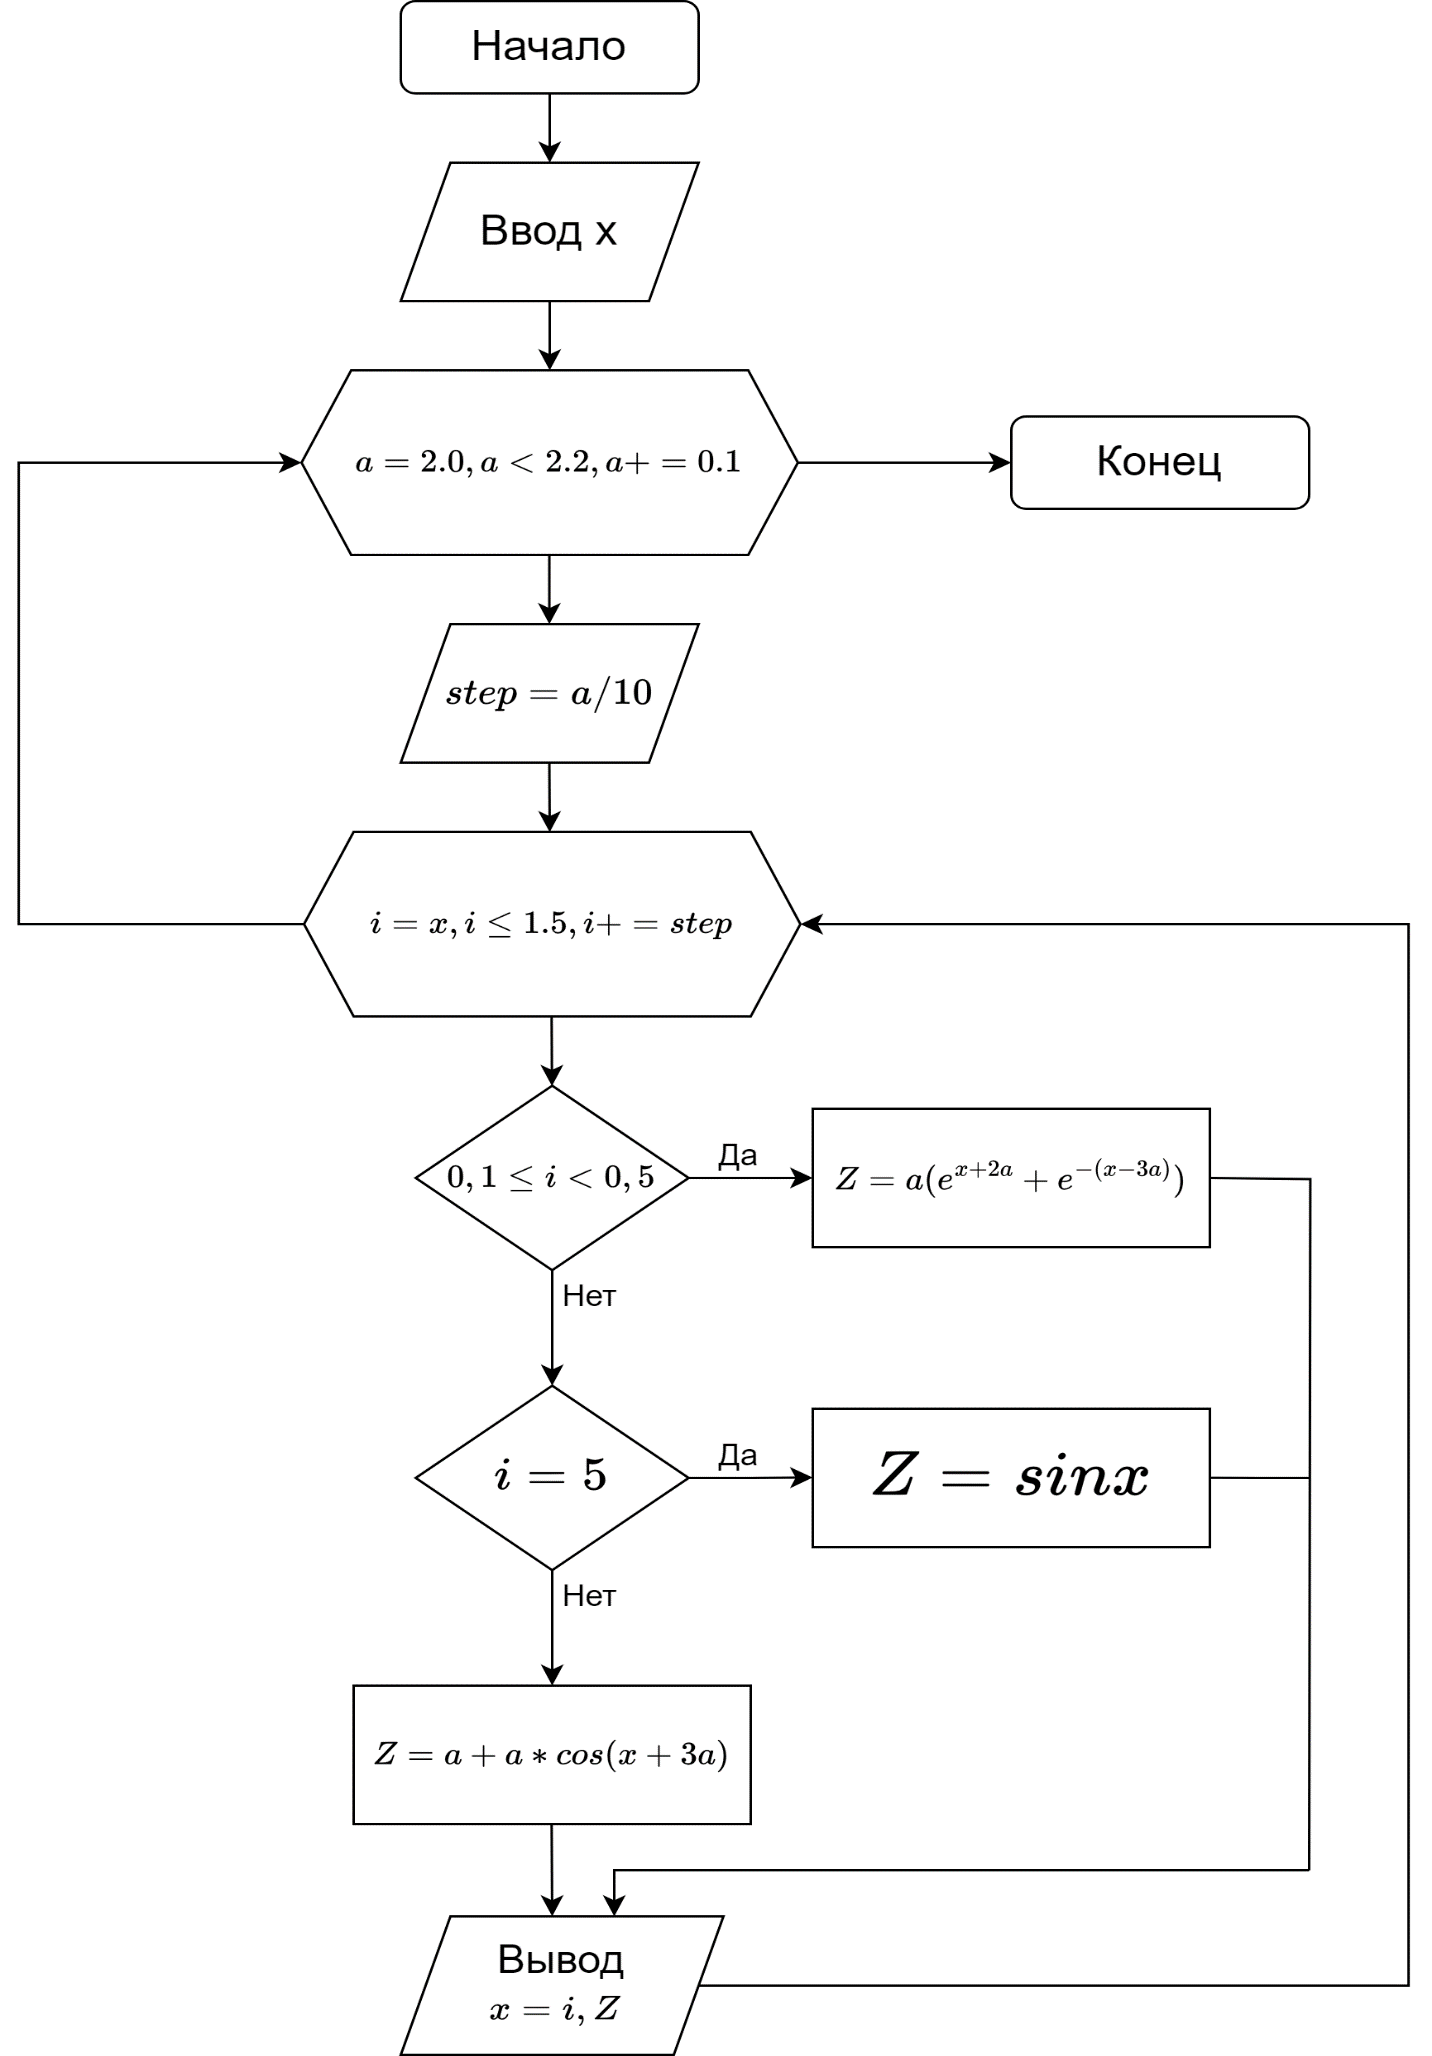 Начало
Ввод x
a = 2.0, a < 2.2, a+ = 0.1
Конец
step = a/10
i = x, i ≤ 1.5, i+ = step
0, 1 ≤ i < 0, 5
Да
Z = a(e^{x+2a} + e^{-(x-3a)})
Нет
i = 5
Да
Z = sinx
Нет
Z = a + a * cos(x + 3a)
Вывод
x = i, Z